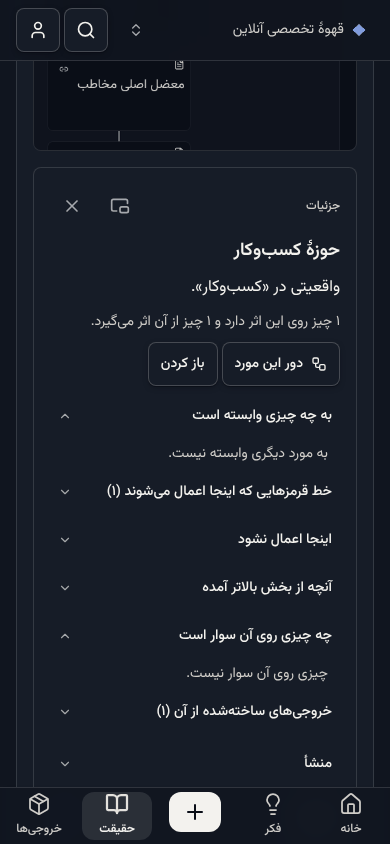 قهوهٔ تخصصی آنلاین
معضل اصلی مخاطب
جزئیات
حوزهٔ کسب‌وکار
واقعیتی در «کسب‌وکار».
۱ چیز روی این اثر دارد و ۱ چیز از آن اثر می‌گیرد.
دور این مورد
باز کردن
به چه چیزی وابسته است
به مورد دیگری وابسته نیست.
خط قرمزهایی که اینجا اعمال می‌شوند (۱)
اینجا اعمال نشود
آنچه از بخش بالاتر آمده
چه چیزی روی آن سوار است
چیزی روی آن سوار نیست.
خروجی‌های ساخته‌شده از آن (۱)
منشأ
خانه
فکر
حقیقت
خروجی‌ها